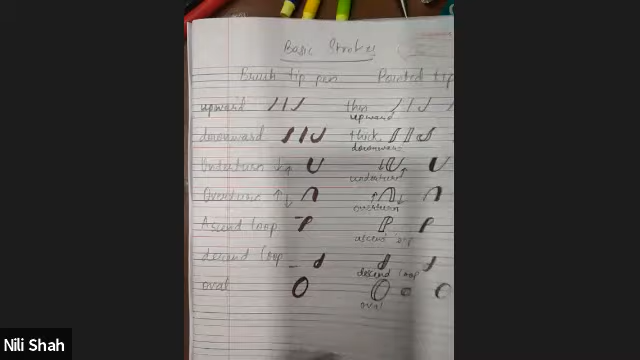 Basic Strokes
Brush tip pen
Pointed tip
upward
thin
upward
downward
thick
downward
Underturn ↓↑
underturn
Overturn ↑↓
overturn
Ascend loop
ascend loop
descend loop
descend loop
oval
oval
Nili Shah